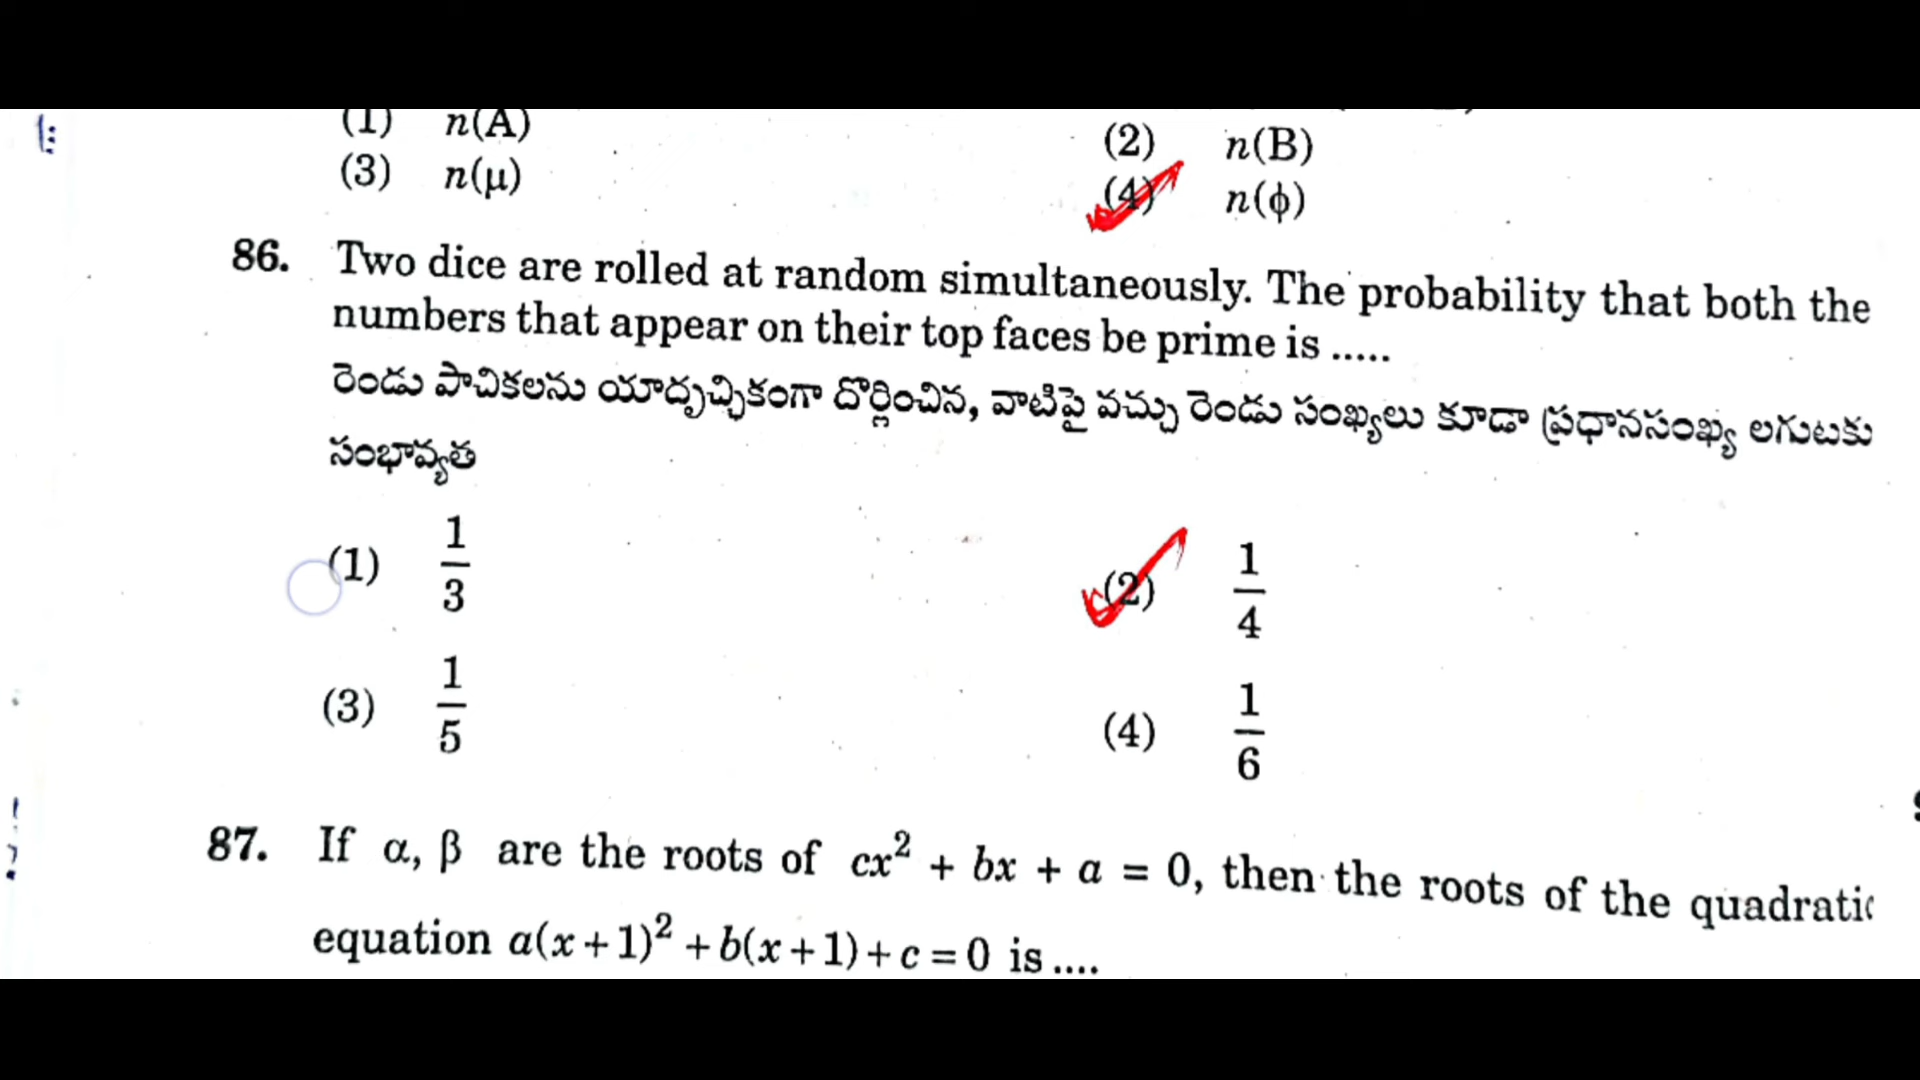 (1) n(A)
(2) n(B)
(3) n(μ)
(4) n(ϕ)
86. Two dice are rolled at random simultaneously. The probability that both the
numbers that appear on their top faces be prime is .....
రెండు పాచికలను యాదృచ్ఛికంగా దొర్లించిన, వాటిపై వచ్చు రెండు సంఖ్యలు కూడా ప్రధానసంఖ్య లగుటకు
సంభావ్యత
(1) 1/3
(2) 1/4
(3) 1/5
(4) 1/6
87. If α, β are the roots of cx² + bx + a = 0, then the roots of the quadratic
equation a(x+1)² + b(x+1) + c = 0 is ....